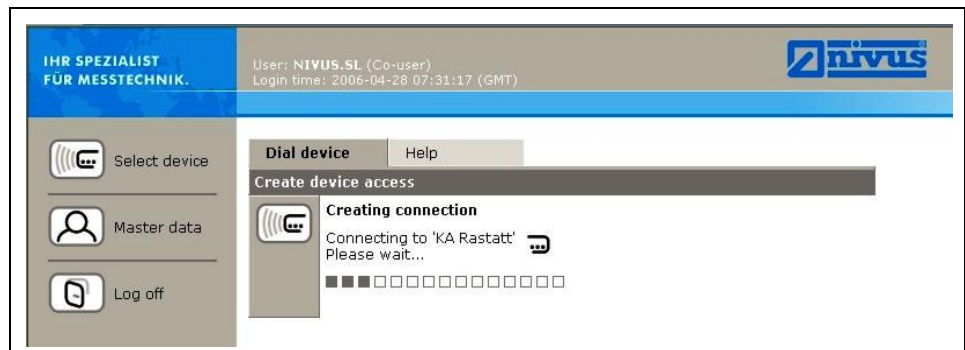 IHR SPEZIALIST
FÜR MESSTECHNIK.
User: NIVUS.SL (Co-user)
Login time: 2006-04-28 07:31:17 (GMT)
nivus
Select device
Master data
Log off
Dial device
Help
Create device access
Creating connection
Connecting to 'KA Rastatt'
Please wait...